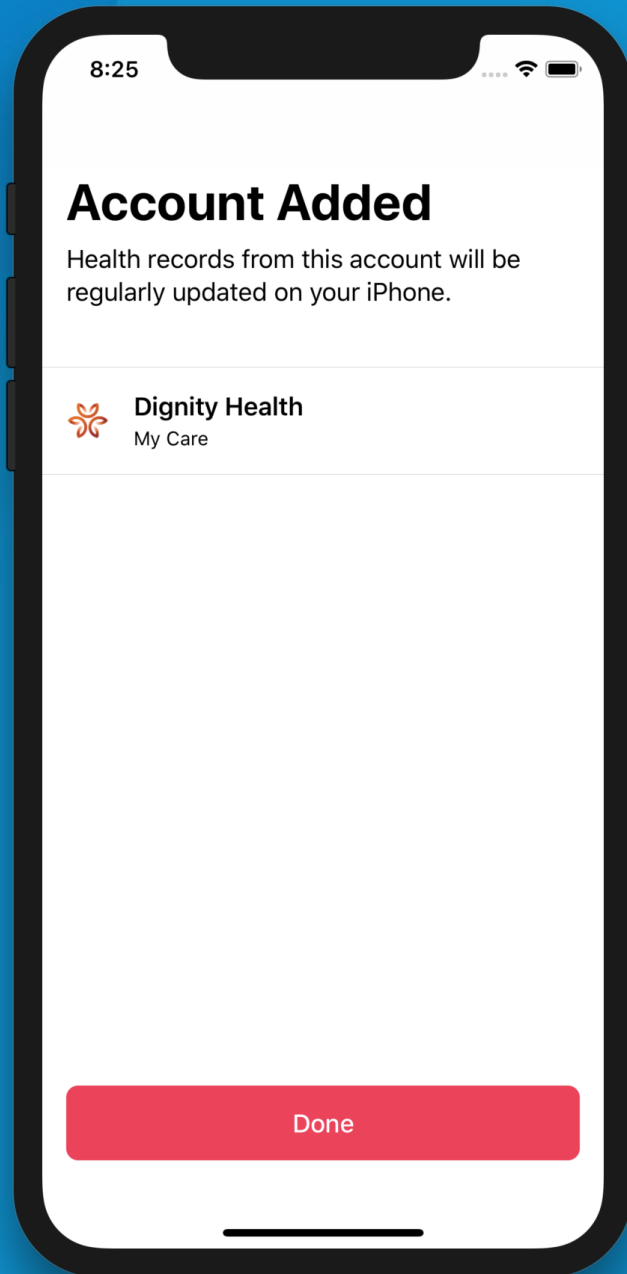 8:25
Account Added
Health records from this account will be
regularly updated on your iPhone.
Dignity Health
My Care
Done